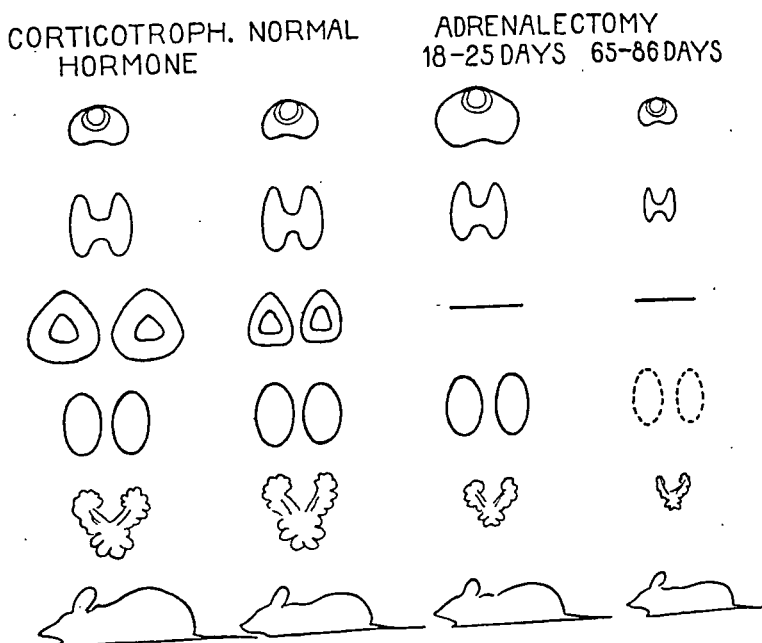 CORTICOTROPH. NORMAL
HORMONE
ADRENALECTOMY
18-25 DAYS 65-86 DAYS